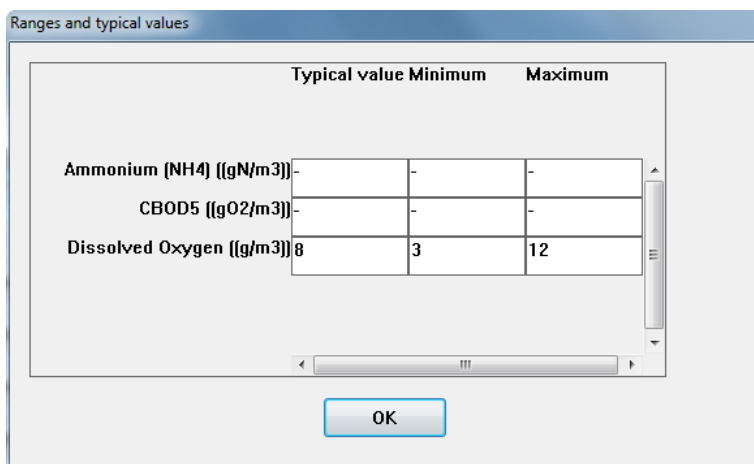 Ranges and typical values
Typical value Minimum Maximum
Ammonium (NH4) ((gN/m3)) - - -
CBOD5 ((gO2/m3)) - - -
Dissolved Oxygen ((g/m3)) 8 3 12
OK